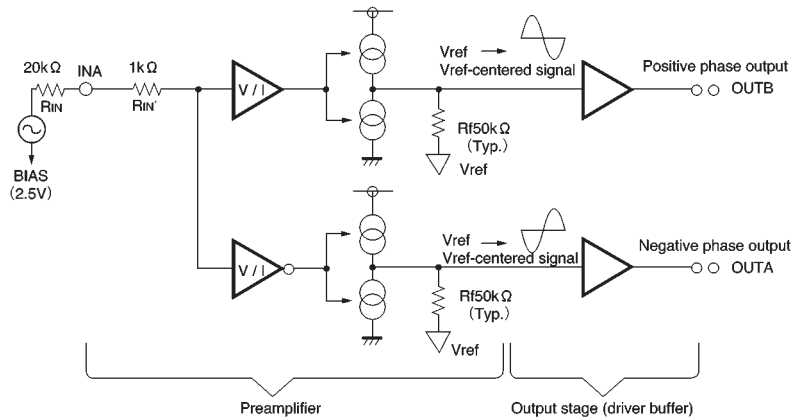 20kΩ INA 1kΩ
RIN RIN'
BIAS
(2.5V)
V / I
Vref
Vref-centered signal
Rf50kΩ
(Typ.)
Vref
Positive phase output
OUTB
V / I
Vref
Vref-centered signal
Rf50kΩ
(Typ.)
Vref
Negative phase output
OUTA
Preamplifier
Output stage (driver buffer)